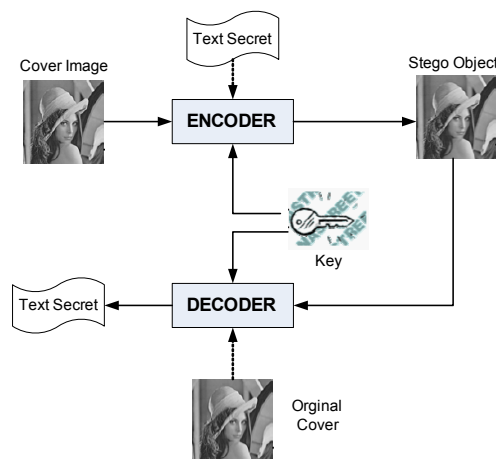 Text Secret
Cover Image
Stego Object
ENCODER
Key
Text Secret
DECODER
Orginal
Cover